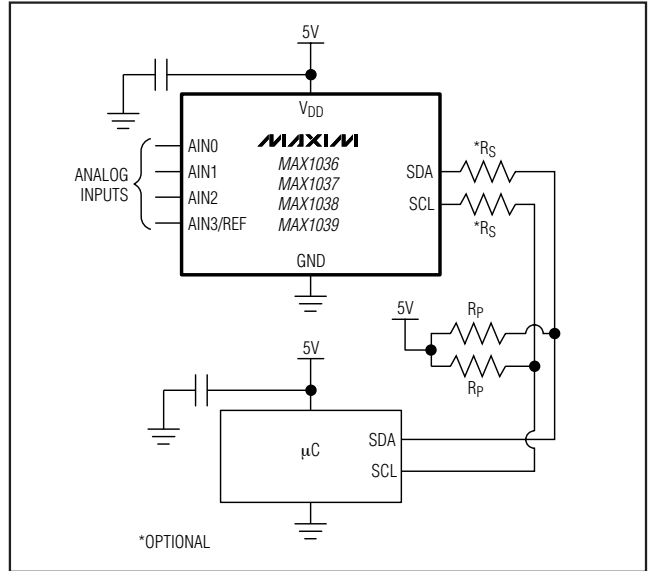 5V
VDD
MAXIM
MAX1036
MAX1037
MAX1038
MAX1039
ANALOG
INPUTS
AIN0
AIN1
AIN2
AIN3/REF
GND
SDA
SCL
*RS
*RS
5V
RP
RP
5V
μC
SDA
SCL
*OPTIONAL